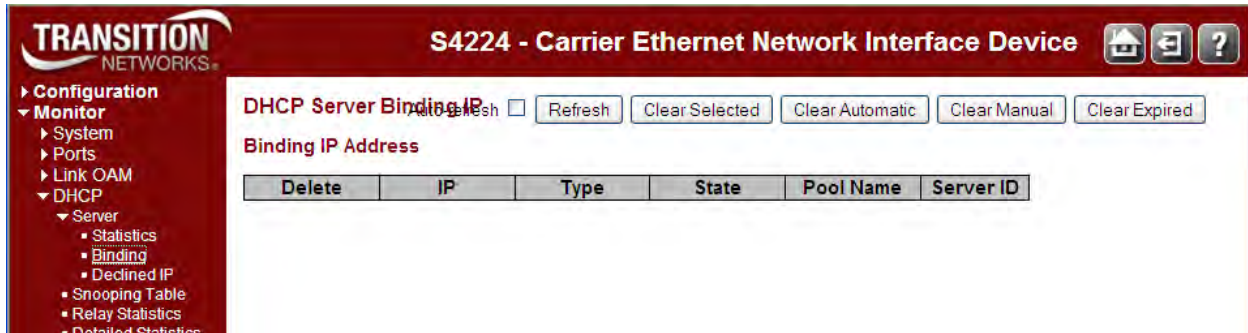 TRANSITION
NETWORKS®
S4224 - Carrier Ethernet Network Interface Device
?
Configuration
Monitor
System
Ports
Link OAM
DHCP
Server
Statistics
Binding
Declined IP
Snooping Table
Relay Statistics
Detailed Statistics
DHCP Server Binding IP
Auto-refresh
Refresh
Clear Selected
Clear Automatic
Clear Manual
Clear Expired
Binding IP Address
Delete IP Type State Pool Name Server ID